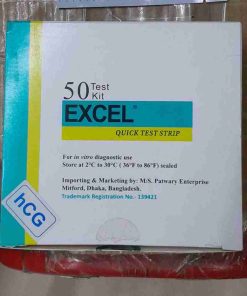 50 Test
Kit
EXCEL®
QUICK TEST STRIP
For in vitro diagnostic use
Store at 2°C to 30°C ( 36°F to 86°F) sealed
Importing & Marketing by: M/S. Patwary Enterprise
Mitford, Dhaka, Bangladesh.
Trademark Registration No.- 139421
hCG